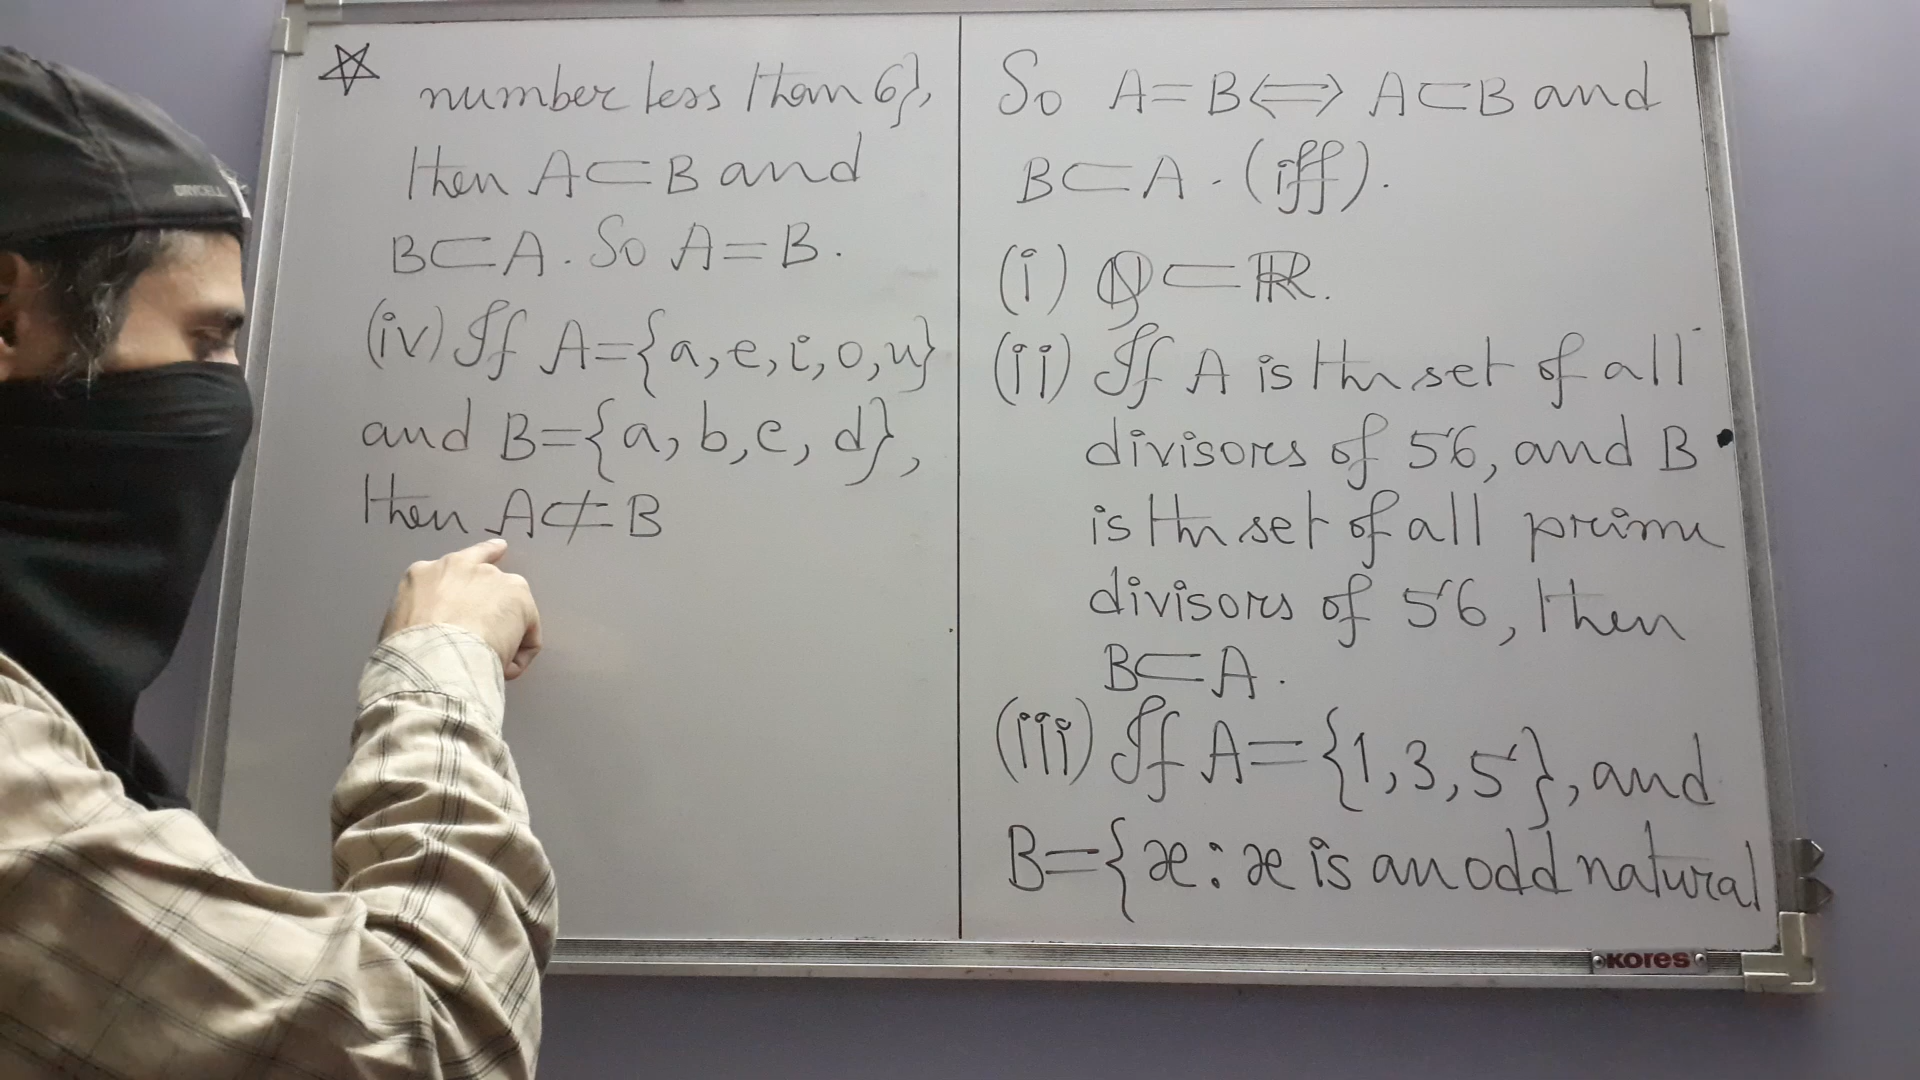 number less than 6},
then A⊂B and
B⊂A. So A=B.
(iv) If A={a,e,i,o,u}
and B={a,b,c,d},
then A⊄B
So A=B⟺A⊂B and
B⊂A. (iff).
(i) ℚ⊂ℝ.
(ii) If A is the set of all
divisors of 56, and B
is the set of all prime
divisors of 56, then
B⊂A.
(iii) If A={1,3,5}, and
B={x:x is an odd natural
KORES